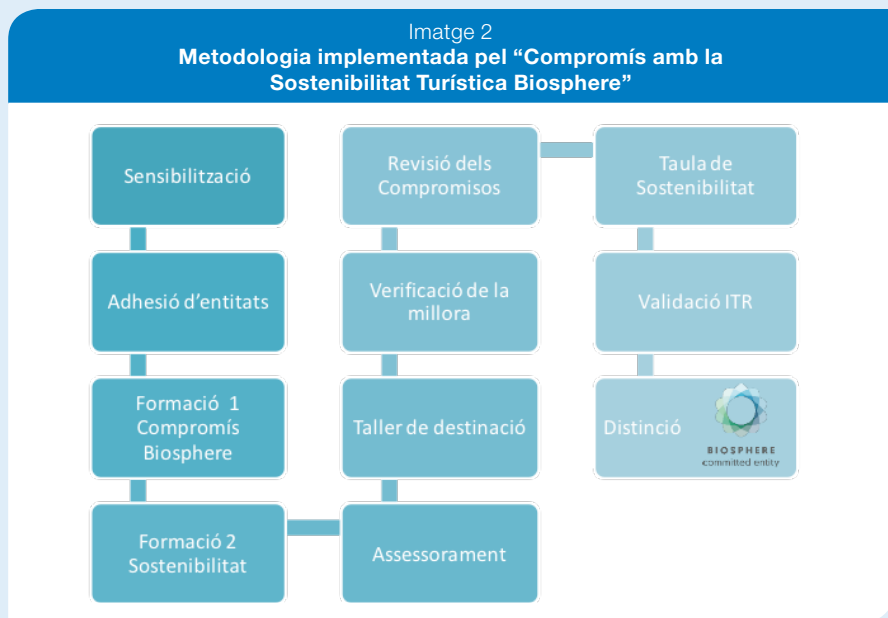 Imatge 2
Metodologia implementada pel “Compromís amb la
Sostenibilitat Turística Biosphere”
Sensibilització
Adhesió d’entitats
Formació 1
Compromís
Biosphere
Formació 2
Sostenibilitat
Assessorament
Taller de destinació
Verificació de la
millora
Revisió dels
Compromisos
Taula de
Sostenibilitat
Validació ITR
Distinció
BIOSPHERE
committed entity